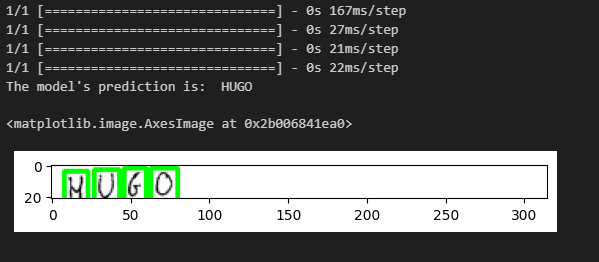 1/1 [==============================] - 0s 167ms/step
1/1 [==============================] - 0s 27ms/step
1/1 [==============================] - 0s 21ms/step
1/1 [==============================] - 0s 22ms/step
The model's prediction is:  HUGO
<matplotlib.image.AxesImage at 0x2b006841ea0>
0
20
HUGO
0 50 100 150 200 250 300